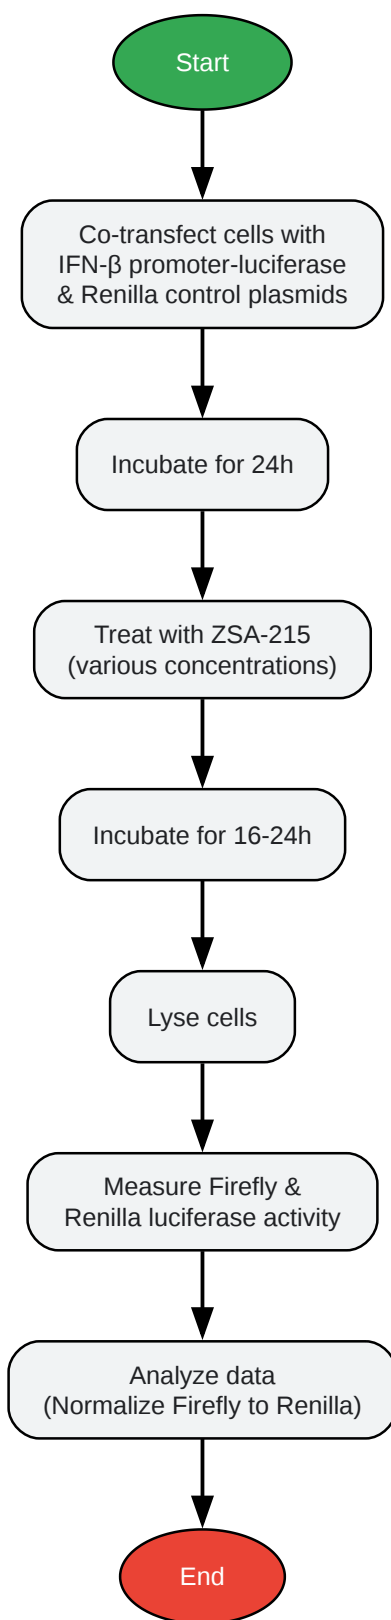 Start
Co-transfect cells with
IFN-β promoter-luciferase
& Renilla control plasmids
Incubate for 24h
Treat with ZSA-215
(various concentrations)
Incubate for 16-24h
Lyse cells
Measure Firefly &
Renilla luciferase activity
Analyze data
(Normalize Firefly to Renilla)
End